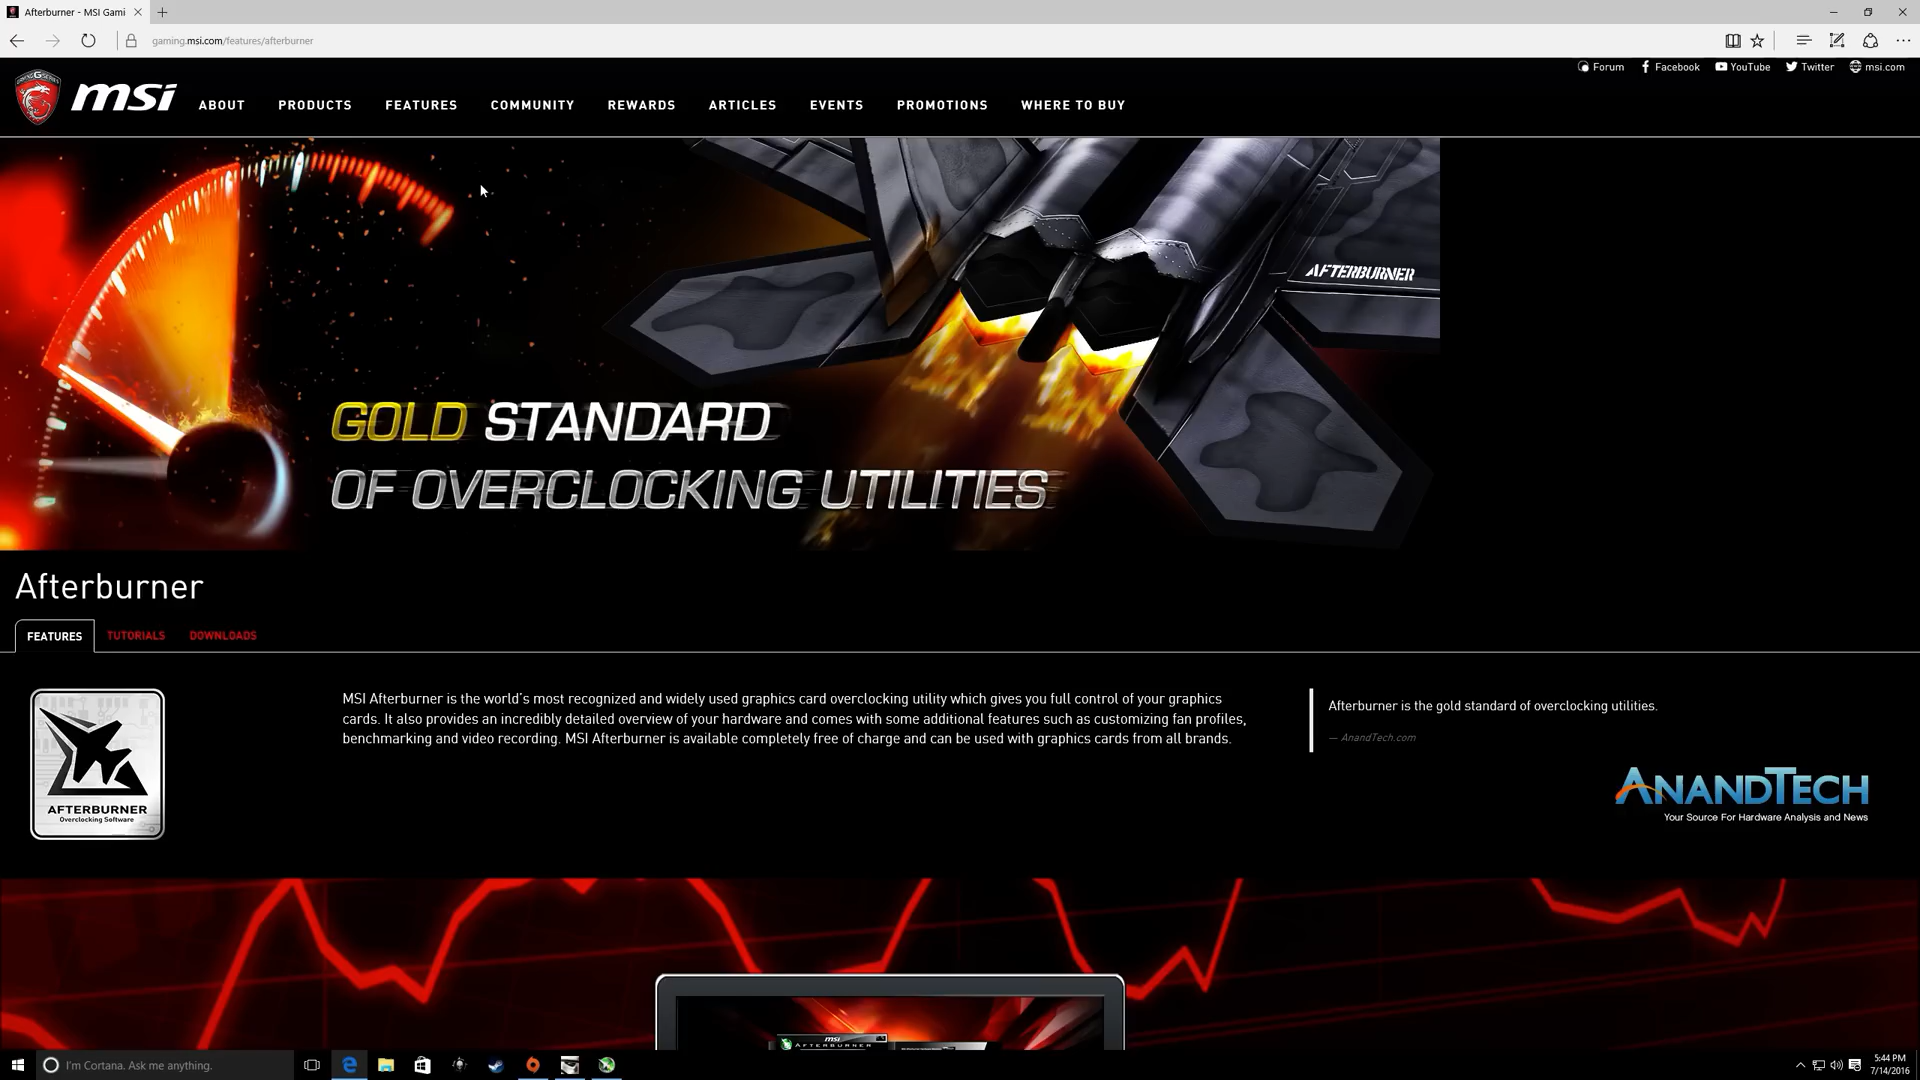 Afterburner - MSI Gami
gaming.msi.com/features/afterburner
Forum Facebook YouTube Twitter msi.com
msi ABOUT PRODUCTS FEATURES COMMUNITY REWARDS ARTICLES EVENTS PROMOTIONS WHERE TO BUY
AFTERBURNER
GOLD STANDARD
OF OVERCLOCKING UTILITIES
Afterburner
FEATURES TUTORIALS DOWNLOADS
MSI Afterburner is the world's most recognized and widely used graphics card overclocking utility which gives you full control of your graphics
cards. It also provides an incredibly detailed overview of your hardware and comes with some additional features such as customizing fan profiles,
benchmarking and video recording. MSI Afterburner is available completely free of charge and can be used with graphics cards from all brands.
Afterburner is the gold standard of overclocking utilities.
— AnandTech.com
AFTERBURNER
Overclocking Software
ANANDTECH
Your Source For Hardware Analysis and News
msi
AFTERBURNER
I'm Cortana. Ask me anything.
5:44 PM
7/14/2016